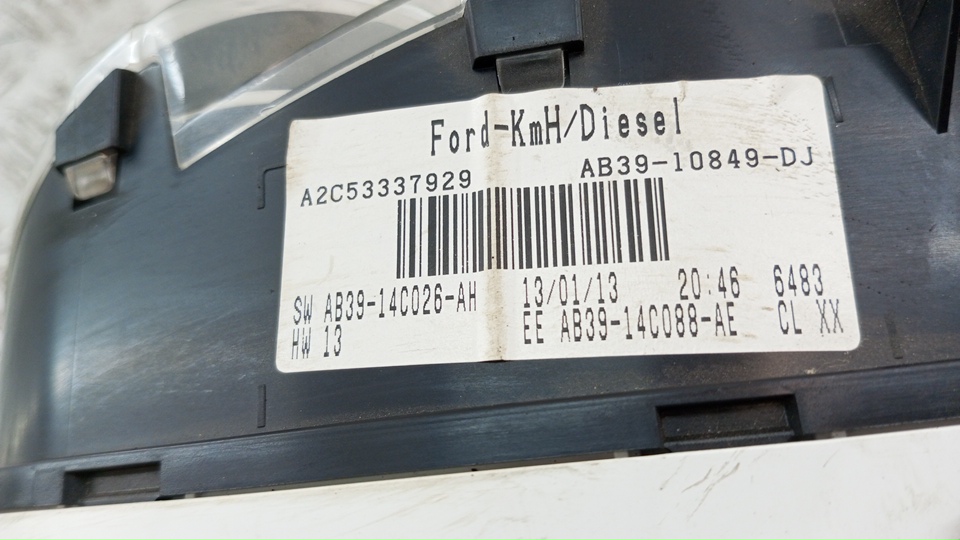 Ford-KmH/Diesel
A2C53337929 AB39-10849-DJ
SW AB39-14C026-AH 13/01/13 20:46 6483
HW 13 EE AB39-14C088-AE CL XX